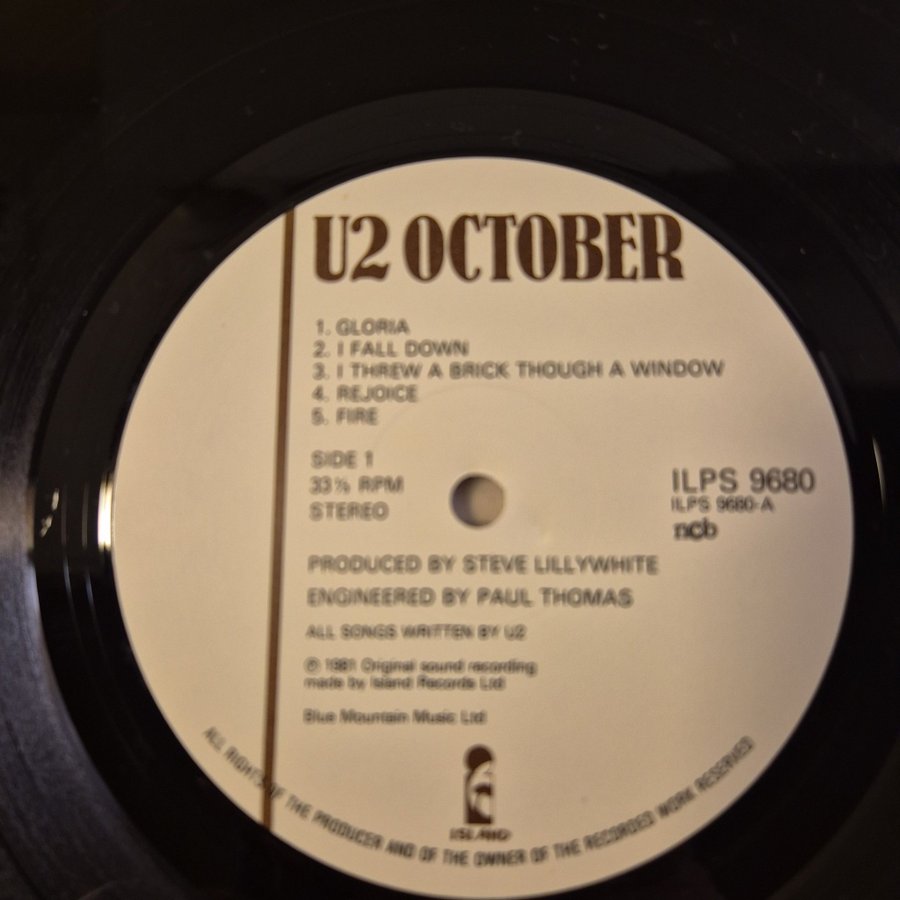 U2 OCTOBER
1. GLORIA
2. I FALL DOWN
3. I THREW A BRICK THOUGH A WINDOW
4. REJOICE
5. FIRE
SIDE 1
33⅓ RPM
STEREO
ILPS 9680
ILPS 9680-A
ncb
PRODUCED BY STEVE LILLYWHITE
ENGINEERED BY PAUL THOMAS
ALL SONGS WRITTEN BY U2
℗ 1981 Original sound recording
made by Island Records Ltd
Blue Mountain Music Ltd
ISLAND
ALL RIGHTS OF THE PRODUCER AND OF THE OWNER OF THE RECORDED WORK RESERVED